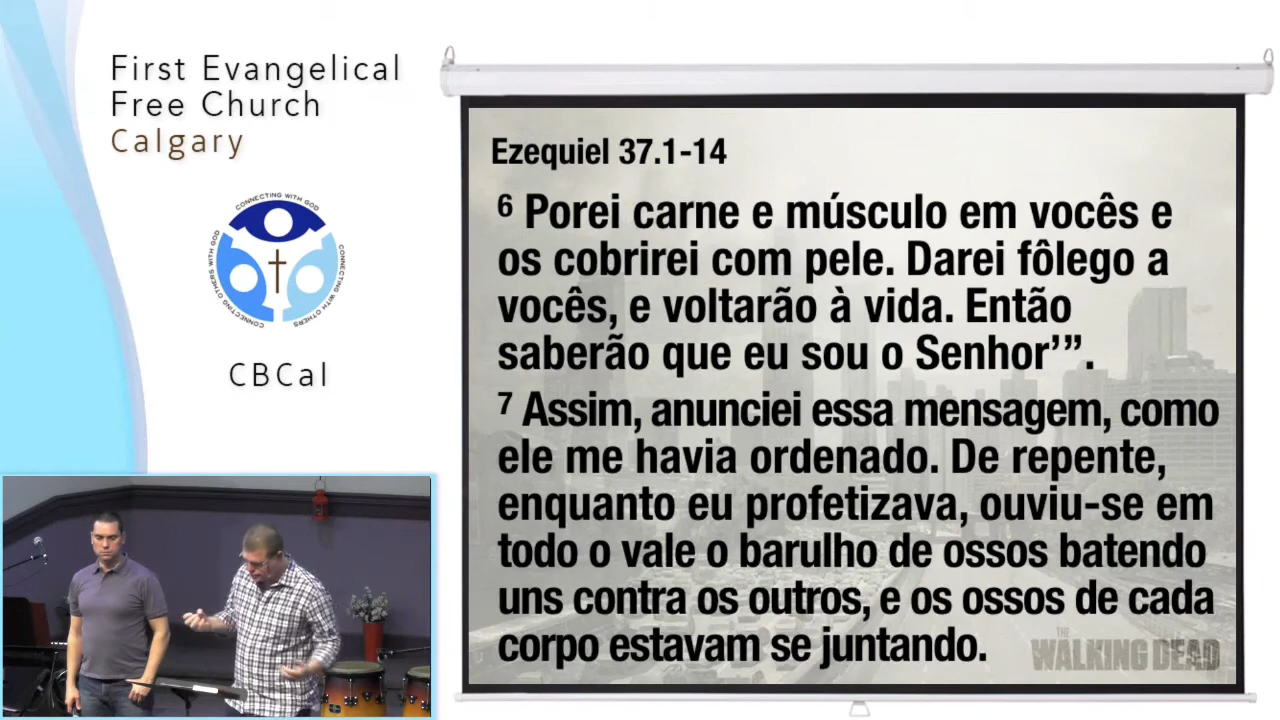 First Evangelical
Free Church
Calgary
CONNECTING WITH GOD
CONNECTING WITH OTHERS
CONNECTING OTHERS WITH GOD
CBCal
Ezequiel 37.1-14
6 Porei carne e músculo em vocês e
os cobrirei com pele. Darei fôlego a
vocês, e voltarão à vida. Então
saberão que eu sou o Senhor’”.
7 Assim, anunciei essa mensagem, como
ele me havia ordenado. De repente,
enquanto eu profetizava, ouviu-se em
todo o vale o barulho de ossos batendo
uns contra os outros, e os ossos de cada
corpo estavam se juntando.
THE
WALKING DEAD